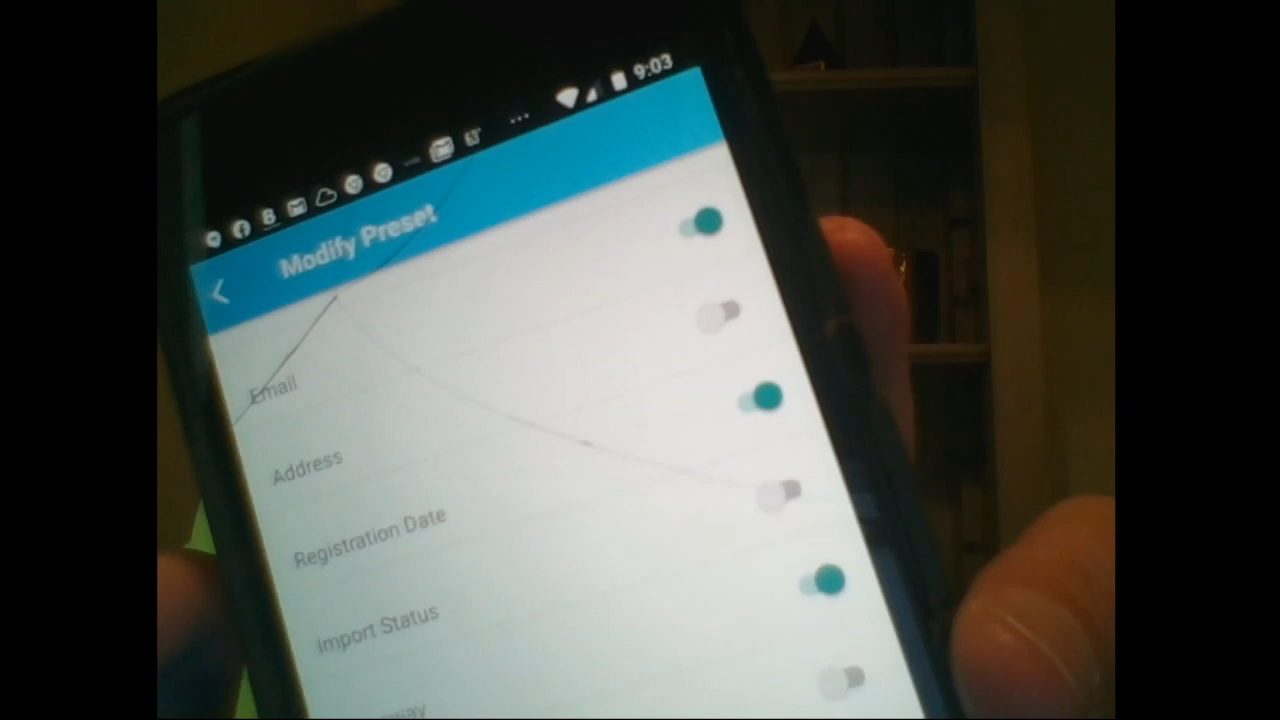 9:03
Modify Preset
Email
Address
Registration Date
Import Status